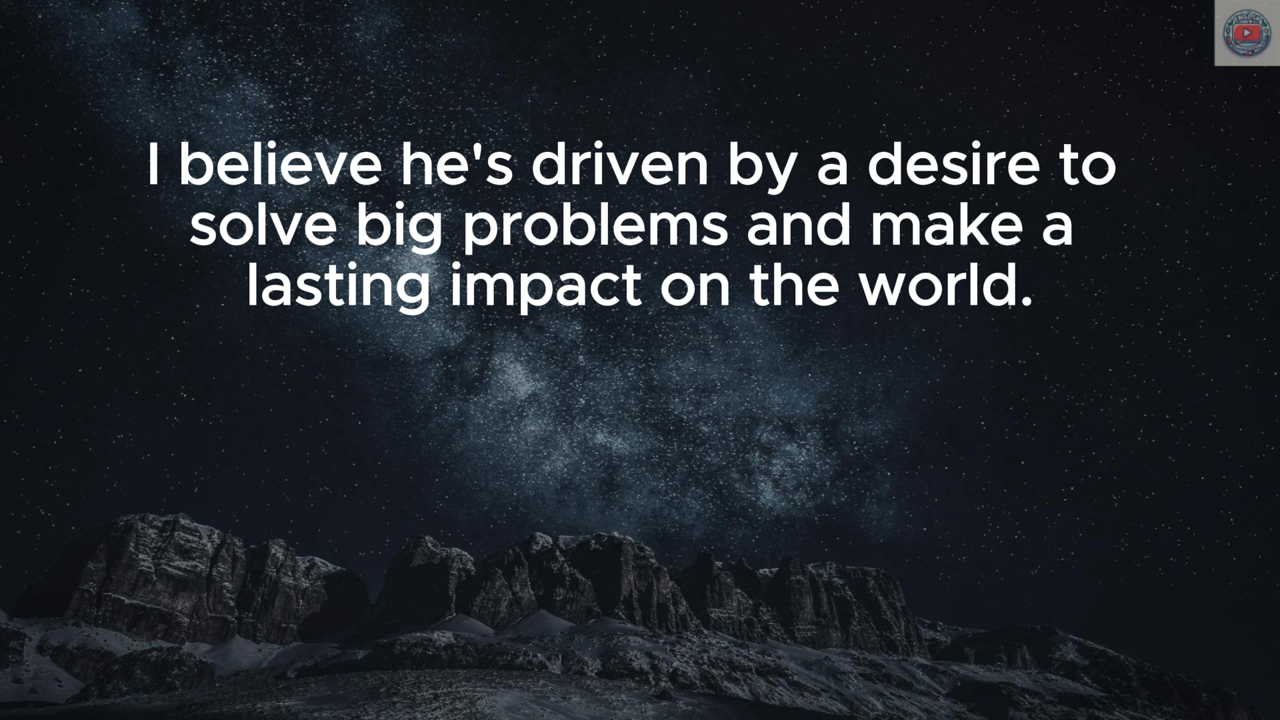 I believe he's driven by a desire to
solve big problems and make a
lasting impact on the world.